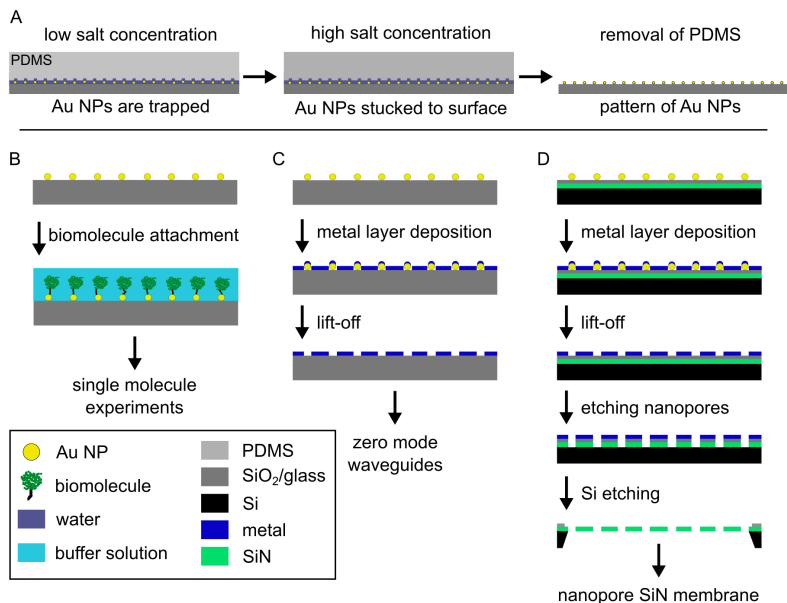 A
low salt concentration
high salt concentration
removal of PDMS
PDMS
Au NPs are trapped
Au NPs stucked to surface
pattern of Au NPs
B
biomolecule attachment
single molecule
experiments
C
metal layer deposition
lift-off
zero mode
waveguides
D
metal layer deposition
lift-off
etching nanopores
Si etching
nanopore SiN membrane
Au NP
biomolecule
water
buffer solution
PDMS
SiO₂/glass
Si
metal
SiN